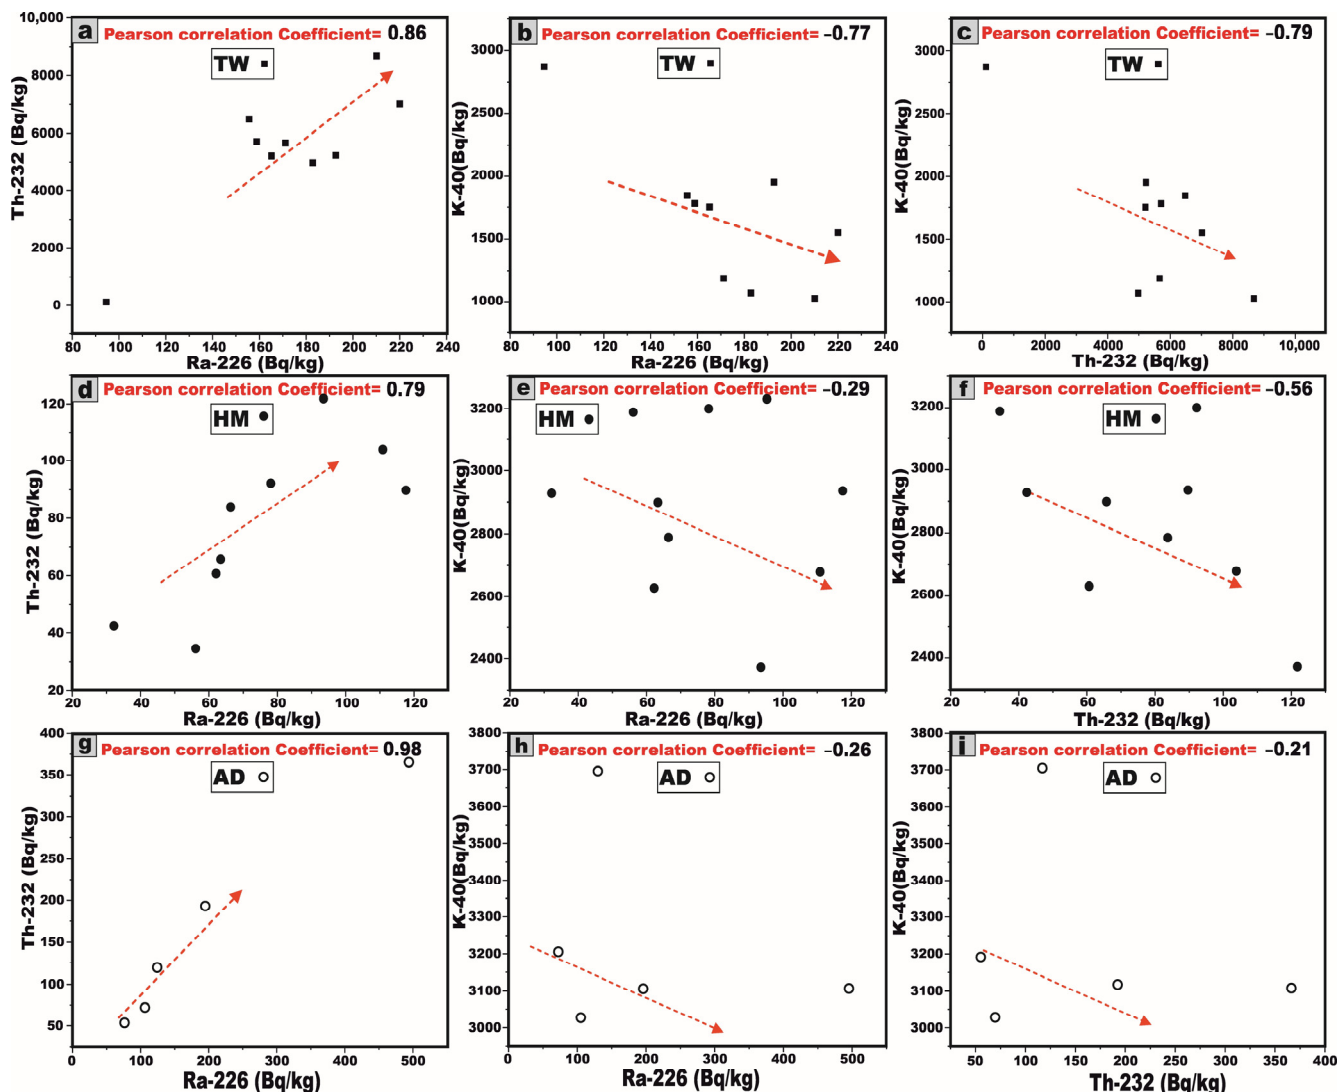 a Pearson correlation Coefficient= 0.86
TW
Th-232 (Bq/kg)
10,000
8000
6000
4000
2000
0
80 100 120 140 160 180 200 220 240
Ra-226 (Bq/kg)
b Pearson correlation Coefficient= –0.77
TW
K-40(Bq/kg)
3000
2500
2000
1500
1000
80 100 120 140 160 180 200 220 240
Ra-226 (Bq/kg)
c Pearson correlation Coefficient= –0.79
TW
K-40(Bq/kg)
3000
2500
2000
1500
1000
0 2000 4000 6000 8000 10,000
Th-232 (Bq/kg)
d Pearson correlation Coefficient= 0.79
HM
Th-232 (Bq/kg)
120
100
80
60
40
20
20 40 60 80 100 120
Ra-226 (Bq/kg)
e Pearson correlation Coefficient= –0.29
HM
K-40(Bq/kg)
3200
3000
2800
2600
2400
20 40 60 80 100 120
Ra-226 (Bq/kg)
f Pearson correlation Coefficient= –0.56
HM
K-40(Bq/kg)
3200
3000
2800
2600
2400
20 40 60 80 100 120
Th-232 (Bq/kg)
g Pearson correlation Coefficient= 0.98
AD
Th-232 (Bq/kg)
400
350
300
250
200
150
100
50
0 100 200 300 400 500
Ra-226 (Bq/kg)
h Pearson correlation Coefficient= –0.26
AD
K-40(Bq/kg)
3800
3700
3600
3500
3400
3300
3200
3100
3000
0 100 200 300 400 500
Ra-226 (Bq/kg)
i Pearson correlation Coefficient= –0.21
AD
K-40(Bq/kg)
3800
3700
3600
3500
3400
3300
3200
3100
3000
50 100 150 200 250 300 350 400
Th-232 (Bq/kg)